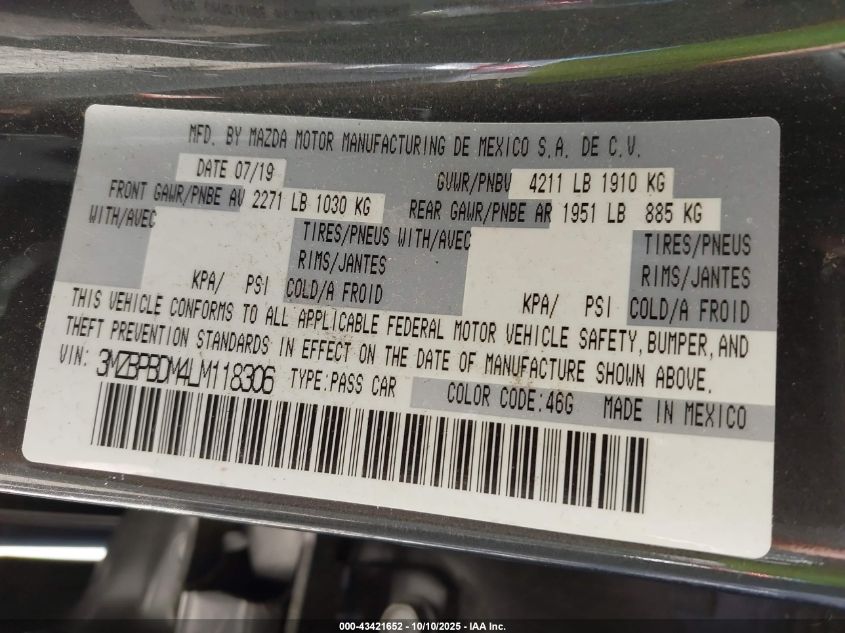 MFD. BY MAZDA MOTOR MANUFACTURING DE MEXICO S.A. DE C.V.
DATE 07/19 GVWR/PNBV 4211 LB 1910 KG
FRONT GAWR/PNBE AV 2271 LB 1030 KG REAR GAWR/PNBE AR 1951 LB 885 KG
WITH/AVEC TIRES/PNEUS WITH/AVEC TIRES/PNEUS
RIMS/JANTES RIMS/JANTES
KPA/ PSI COLD/A FROID KPA/ PSI COLD/A FROID
THIS VEHICLE CONFORMS TO ALL APPLICABLE FEDERAL MOTOR VEHICLE SAFETY, BUMPER, AND
THEFT PREVENTION STANDARDS IN EFFECT ON THE DATE OF MANUFACTURE SHOWN ABOVE.
VIN: 3MZBPBDM4LM118306 TYPE: PASS CAR COLOR CODE: 46G MADE IN MEXICO
000-43421652 - 10/10/2025 - IAA Inc.